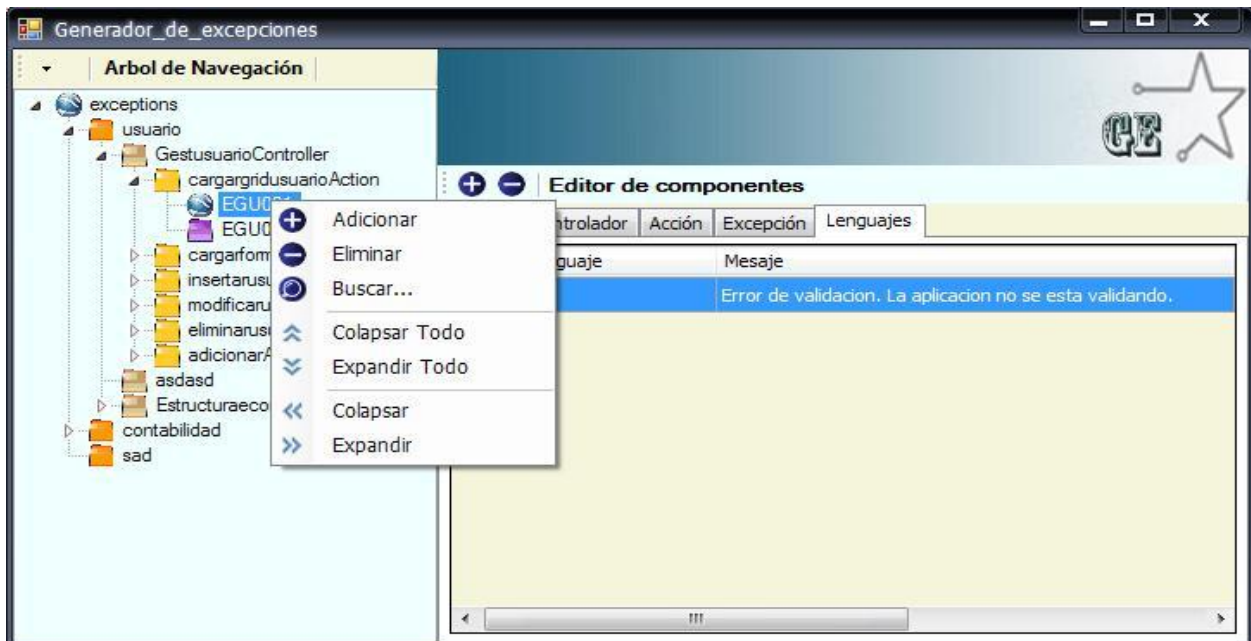 Generador_de_excepciones
Arbol de Navegación
exceptions
usuario
GestusuarioController
cargargridusuarioAction
asdasd
contabilidad
sad
Adicionar
Eliminar
Buscar...
Colapsar Todo
Expandir Todo
Colapsar
Expandir
GE
Editor de componentes
Acción Excepción Lenguajes
Mesaje
Error de validacion. La aplicacion no se esta validando.